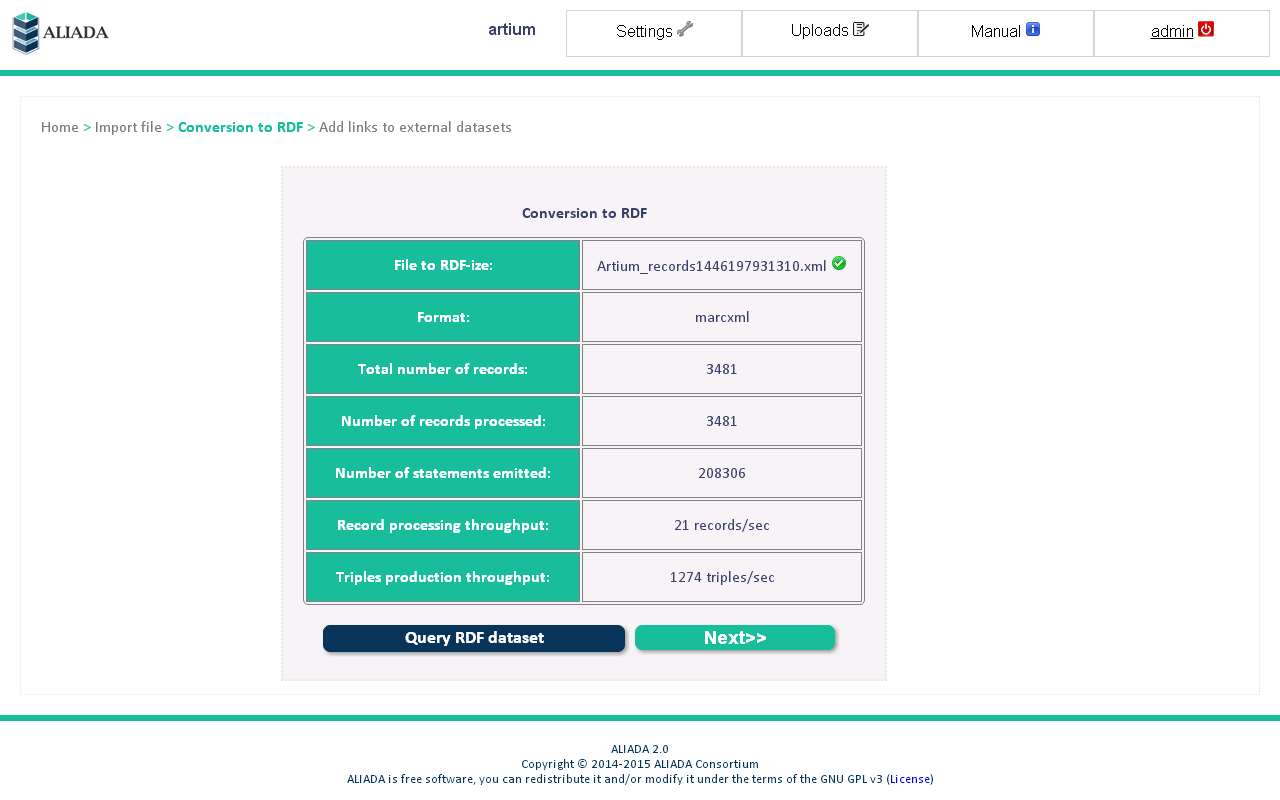 ALIADA
artium
Settings
Uploads
Manual
admin
Home > Import file > Conversion to RDF > Add links to external datasets
Conversion to RDF
File to RDF-ize: Artium_records1446197931310.xml
Format: marcxml
Total number of records: 3481
Number of records processed: 3481
Number of statements emitted: 208306
Record processing throughput: 21 records/sec
Triples production throughput: 1274 triples/sec
Query RDF dataset Next>>
ALIADA 2.0
Copyright © 2014-2015 ALIADA Consortium
ALIADA is free software, you can redistribute it and/or modify it under the terms of the GNU GPL v3 (License)